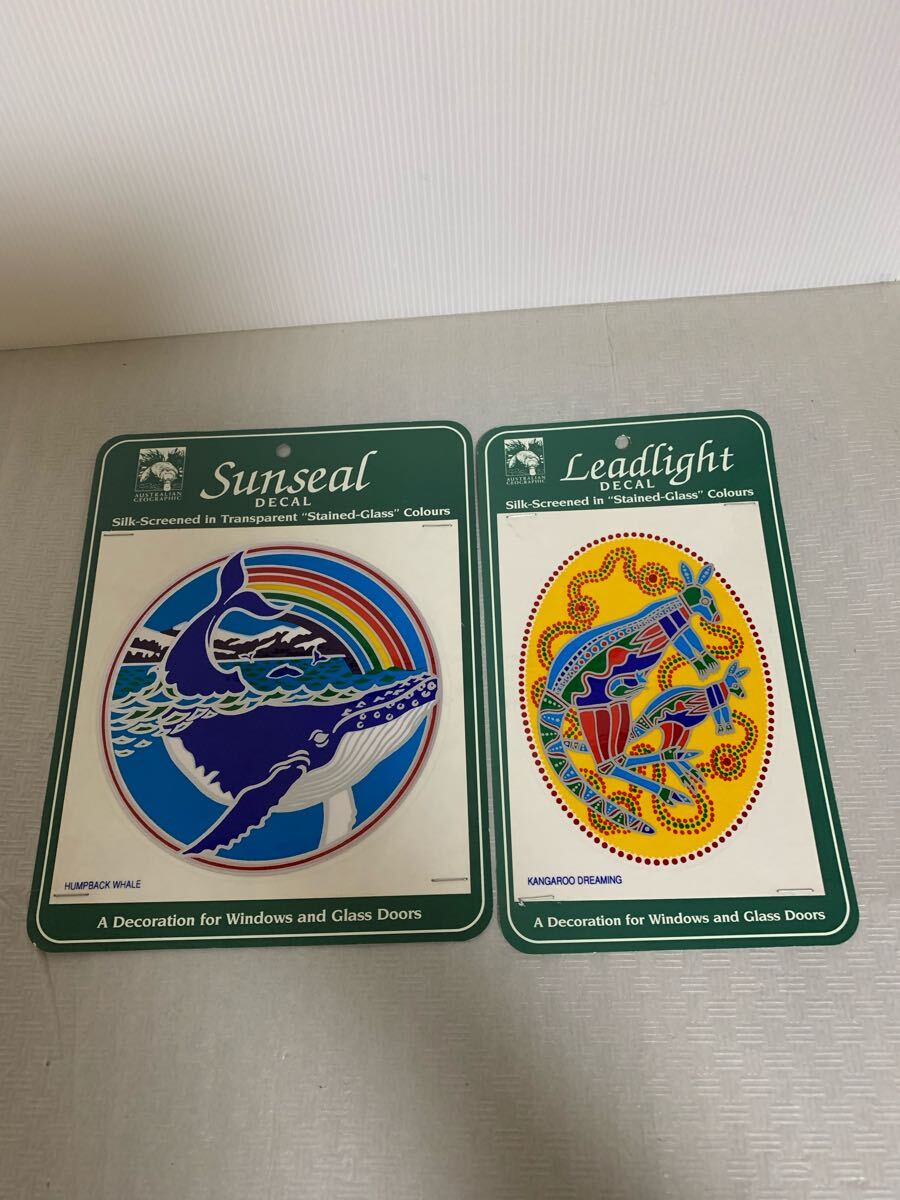 AUSTRALIAN
GEOGRAPHIC
Sunseal
DECAL
Silk-Screened in Transparent "Stained-Glass" Colours
HUMPBACK WHALE
A Decoration for Windows and Glass Doors
AUSTRALIAN
GEOGRAPHIC
Leadlight
DECAL
Silk-Screened in "Stained-Glass" Colours
KANGAROO DREAMING
A Decoration for Windows and Glass Doors